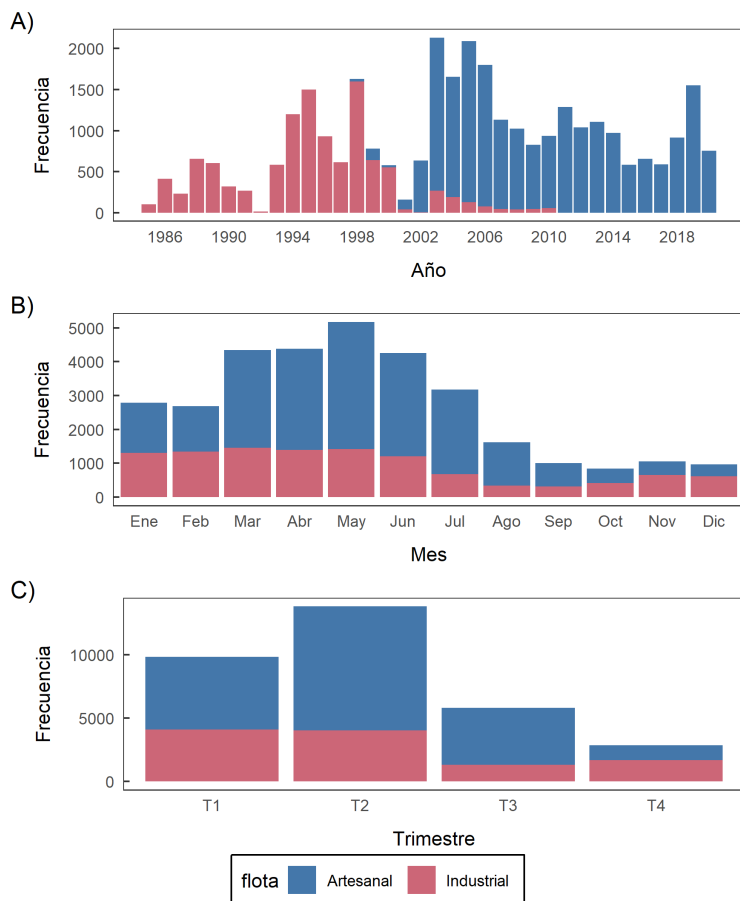 A)
Frecuencia
2000
1500
1000
500
0
1986 1990 1994 1998 2002 2006 2010 2014 2018
Año
B)
Frecuencia
5000
4000
3000
2000
1000
0
Ene Feb Mar Abr May Jun Jul Ago Sep Oct Nov Dic
Mes
C)
Frecuencia
10000
5000
0
T1 T2 T3 T4
Trimestre
flota Artesanal Industrial